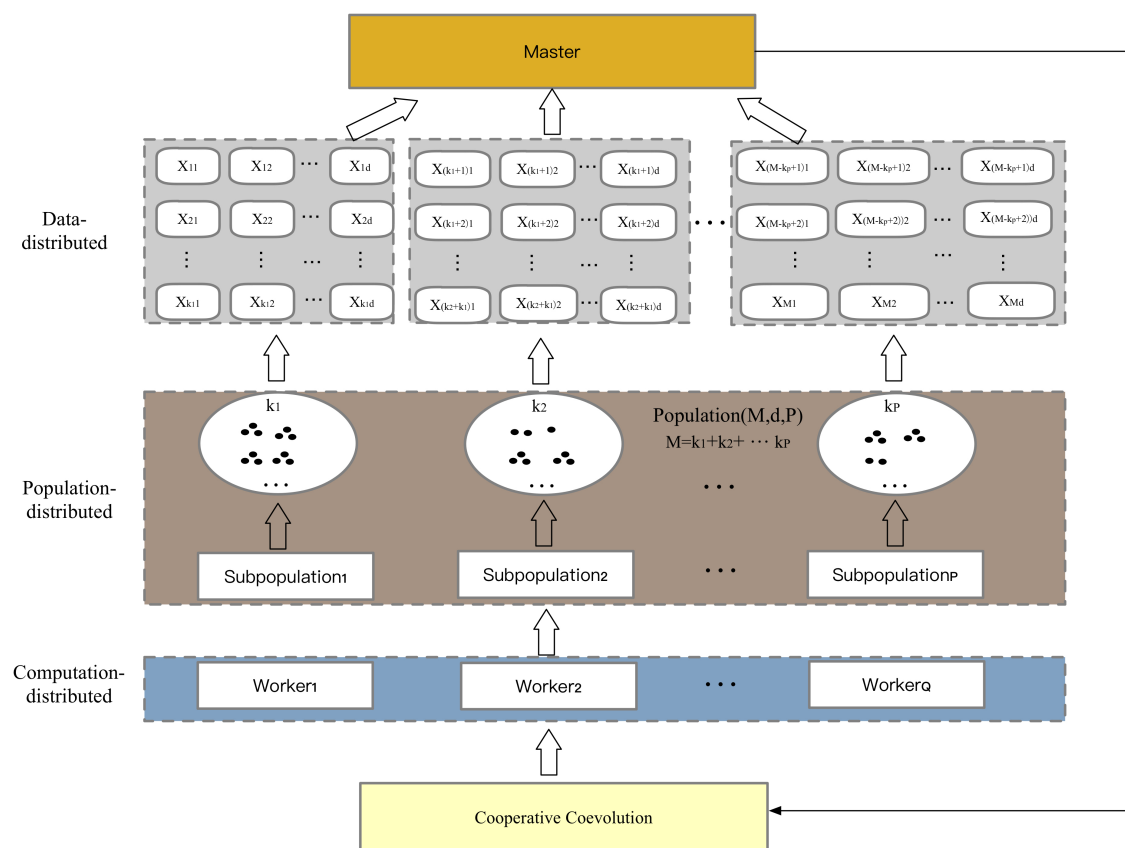 Master
X11 X12 ... X1d
X(k1+1)1 X(k1+1)2 ... X(k1+1)d
X(M-kP+1)1 X(M-kP+1)2 ... X(M-kP+1)d
Data-
distributed
X21 X22 ... X2d
X(k1+2)1 X(k1+2)2 ... X(k1+2)d
...
X(M-kP+2)1 X(M-kP+2))2 ... X(M-kP+2))d
⋮ ⋮ ... ⋮
⋮ ⋮ ... ⋮
⋮ ⋮ ... ⋮
Xk11 Xk12 ... Xk1d
X(k2+k1)1 X(k2+k1)2 ... X(k2+k1)d
XM1 XM2 ... XMd
k1
k2
kP
Population(M,d,P)
M=k1+k2+ ··· kP
Population-
distributed
... ... ... ...
Subpopulation1 Subpopulation2 ... SubpopulationP
Computation-
distributed
Worker1 Worker2 ... WorkerQ
Cooperative Coevolution